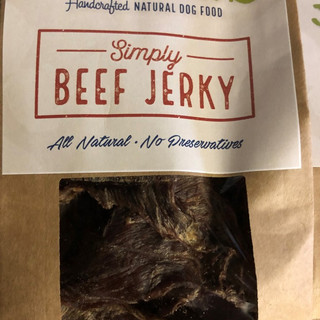 Handcrafted NATURAL DOG FOOD
Simply
BEEF JERKY
All Natural · No Preservatives